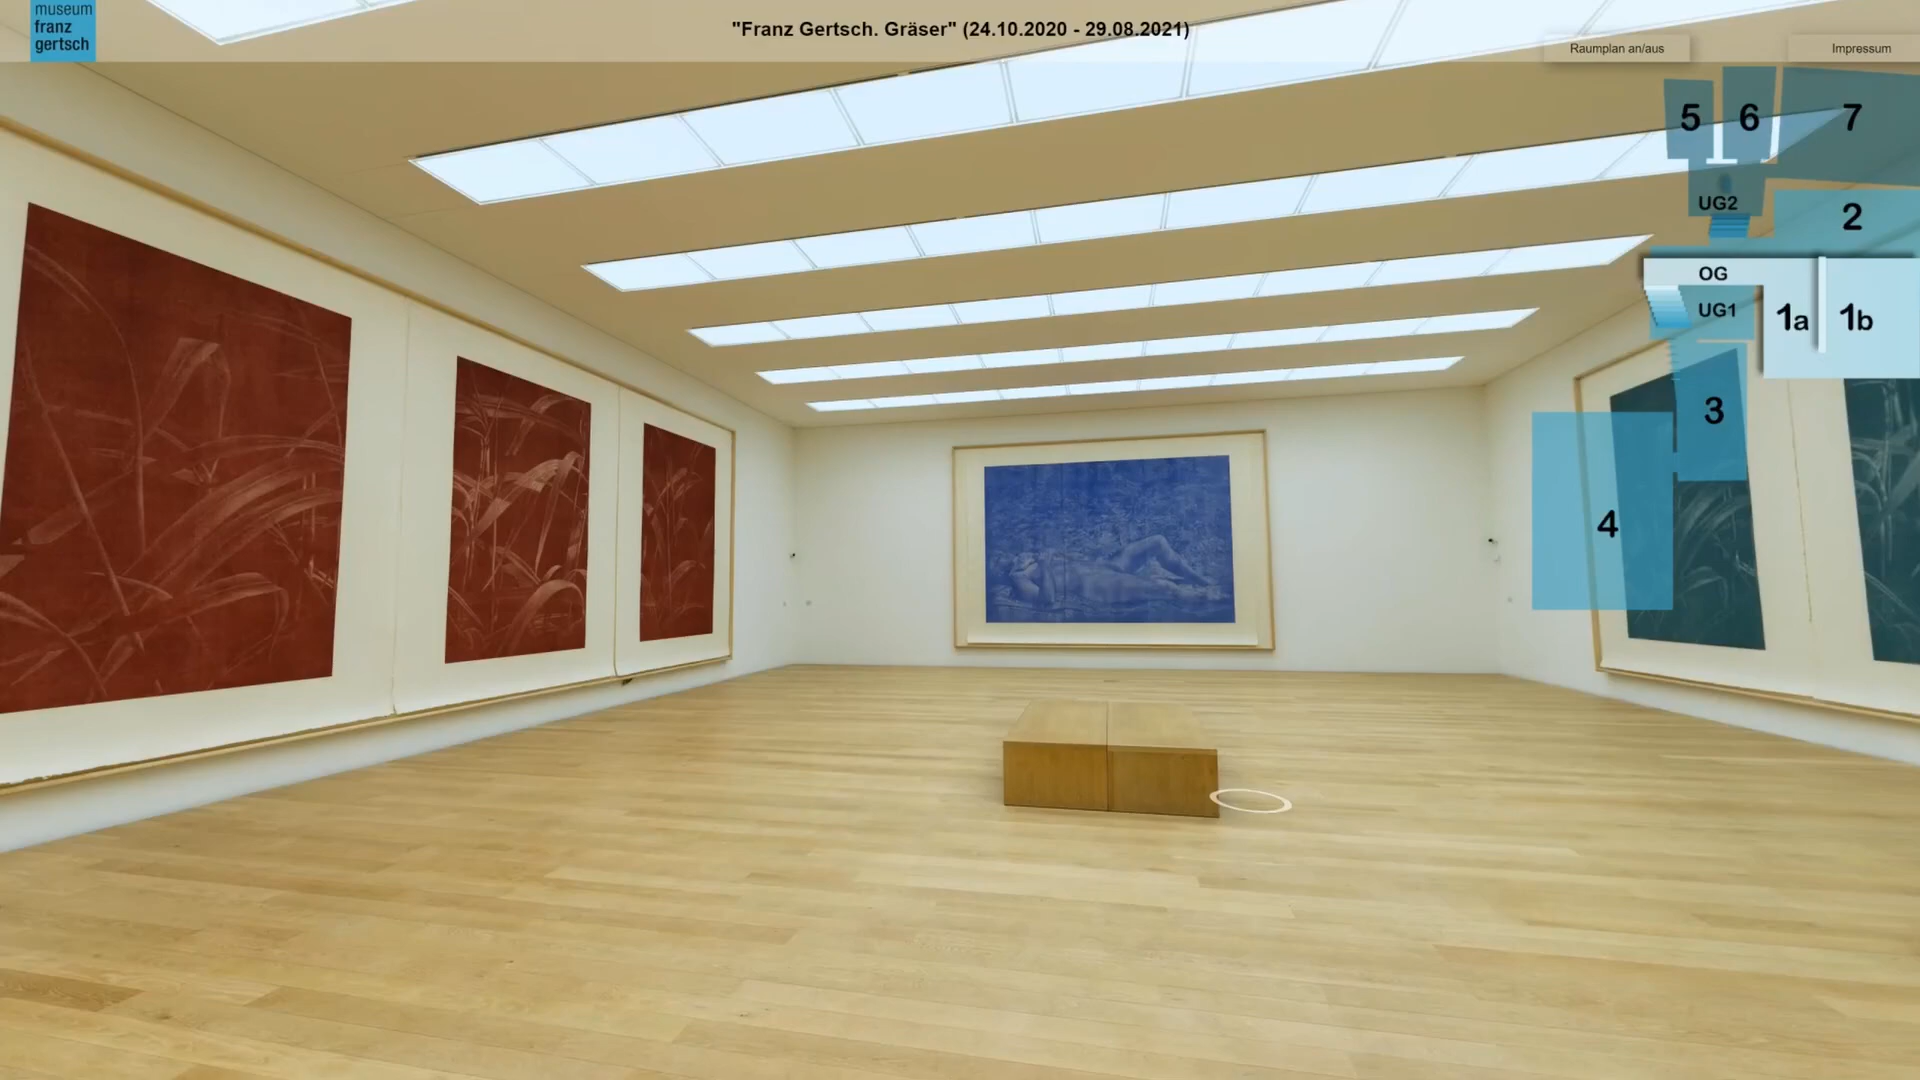 museum
franz
gertsch
"Franz Gertsch. Gräser" (24.10.2020 - 29.08.2021)
Raumplan an/aus
Impressum
5
6
7
UG2
2
OG
UG1
1a
1b
3
4